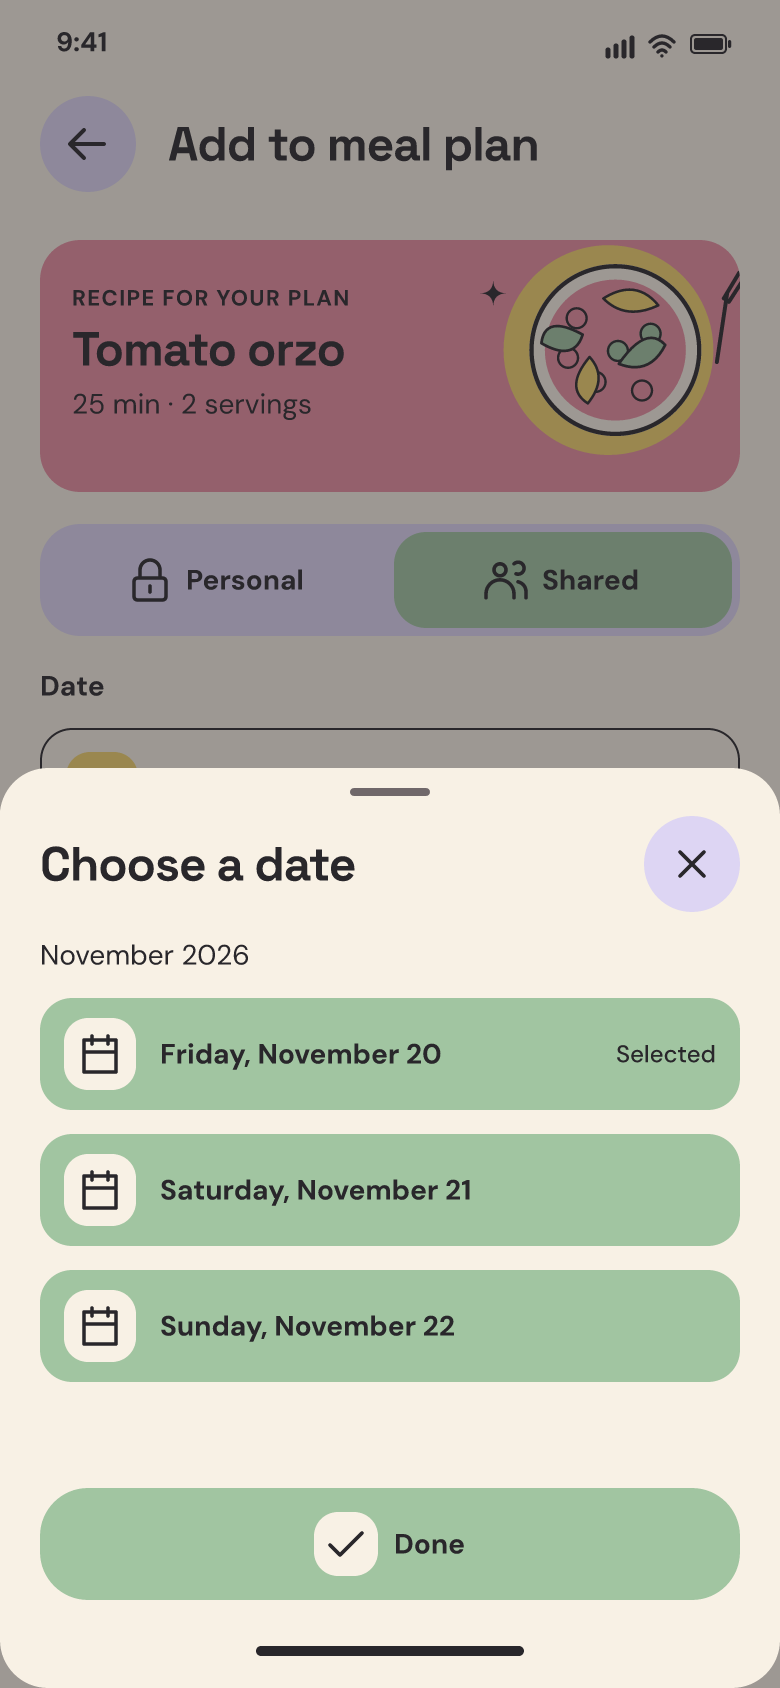 9:41
Add to meal plan
RECIPE FOR YOUR PLAN
Tomato orzo
25 min · 2 servings
Personal
Shared
Date
Choose a date
November 2026
Friday, November 20
Selected
Saturday, November 21
Sunday, November 22
Done